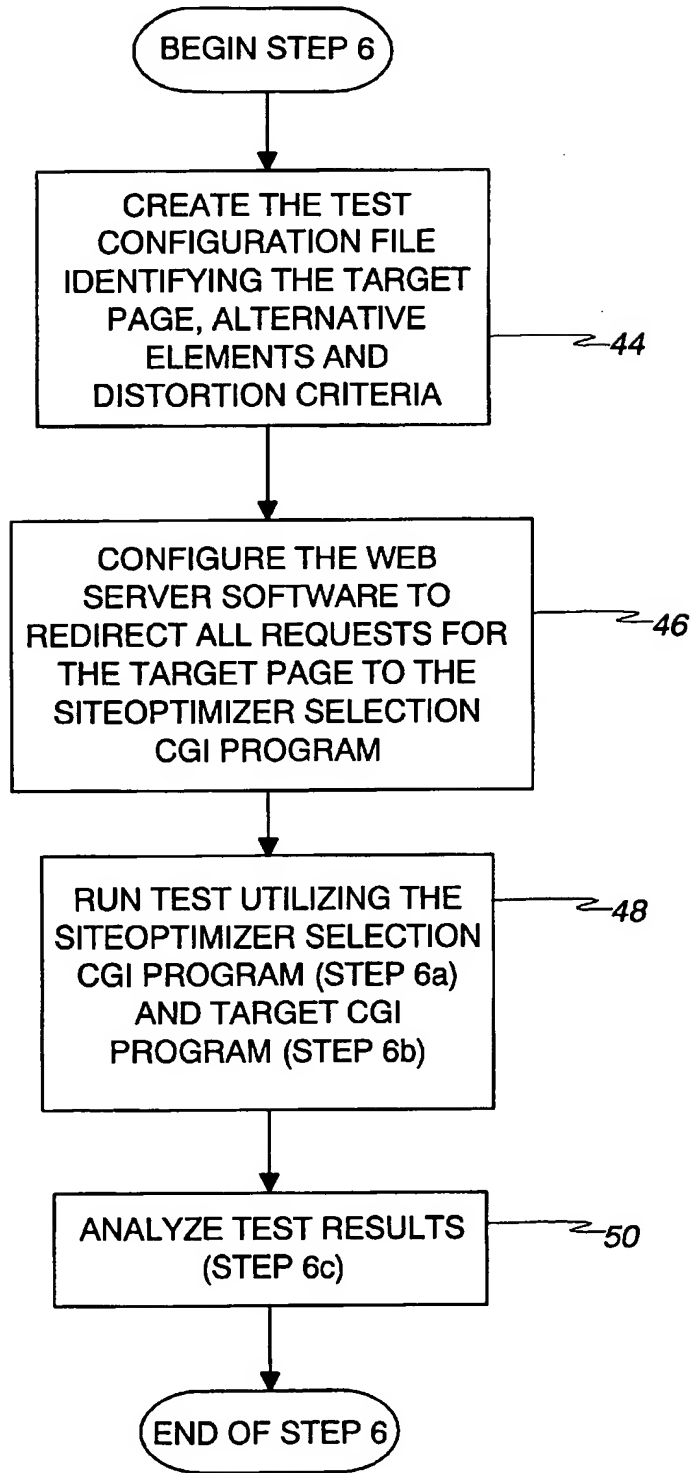 BEGIN STEP 6
CREATE THE TEST
CONFIGURATION FILE
IDENTIFYING THE TARGET
PAGE, ALTERNATIVE
ELEMENTS AND
DISTORTION CRITERIA
44
CONFIGURE THE WEB
SERVER SOFTWARE TO
REDIRECT ALL REQUESTS FOR
THE TARGET PAGE TO THE
SITEOPTIMIZER SELECTION
CGI PROGRAM
46
RUN TEST UTILIZING THE
SITEOPTIMIZER SELECTION
CGI PROGRAM (STEP 6a)
AND TARGET CGI
PROGRAM (STEP 6b)
48
ANALYZE TEST RESULTS
(STEP 6c)
50
END OF STEP 6